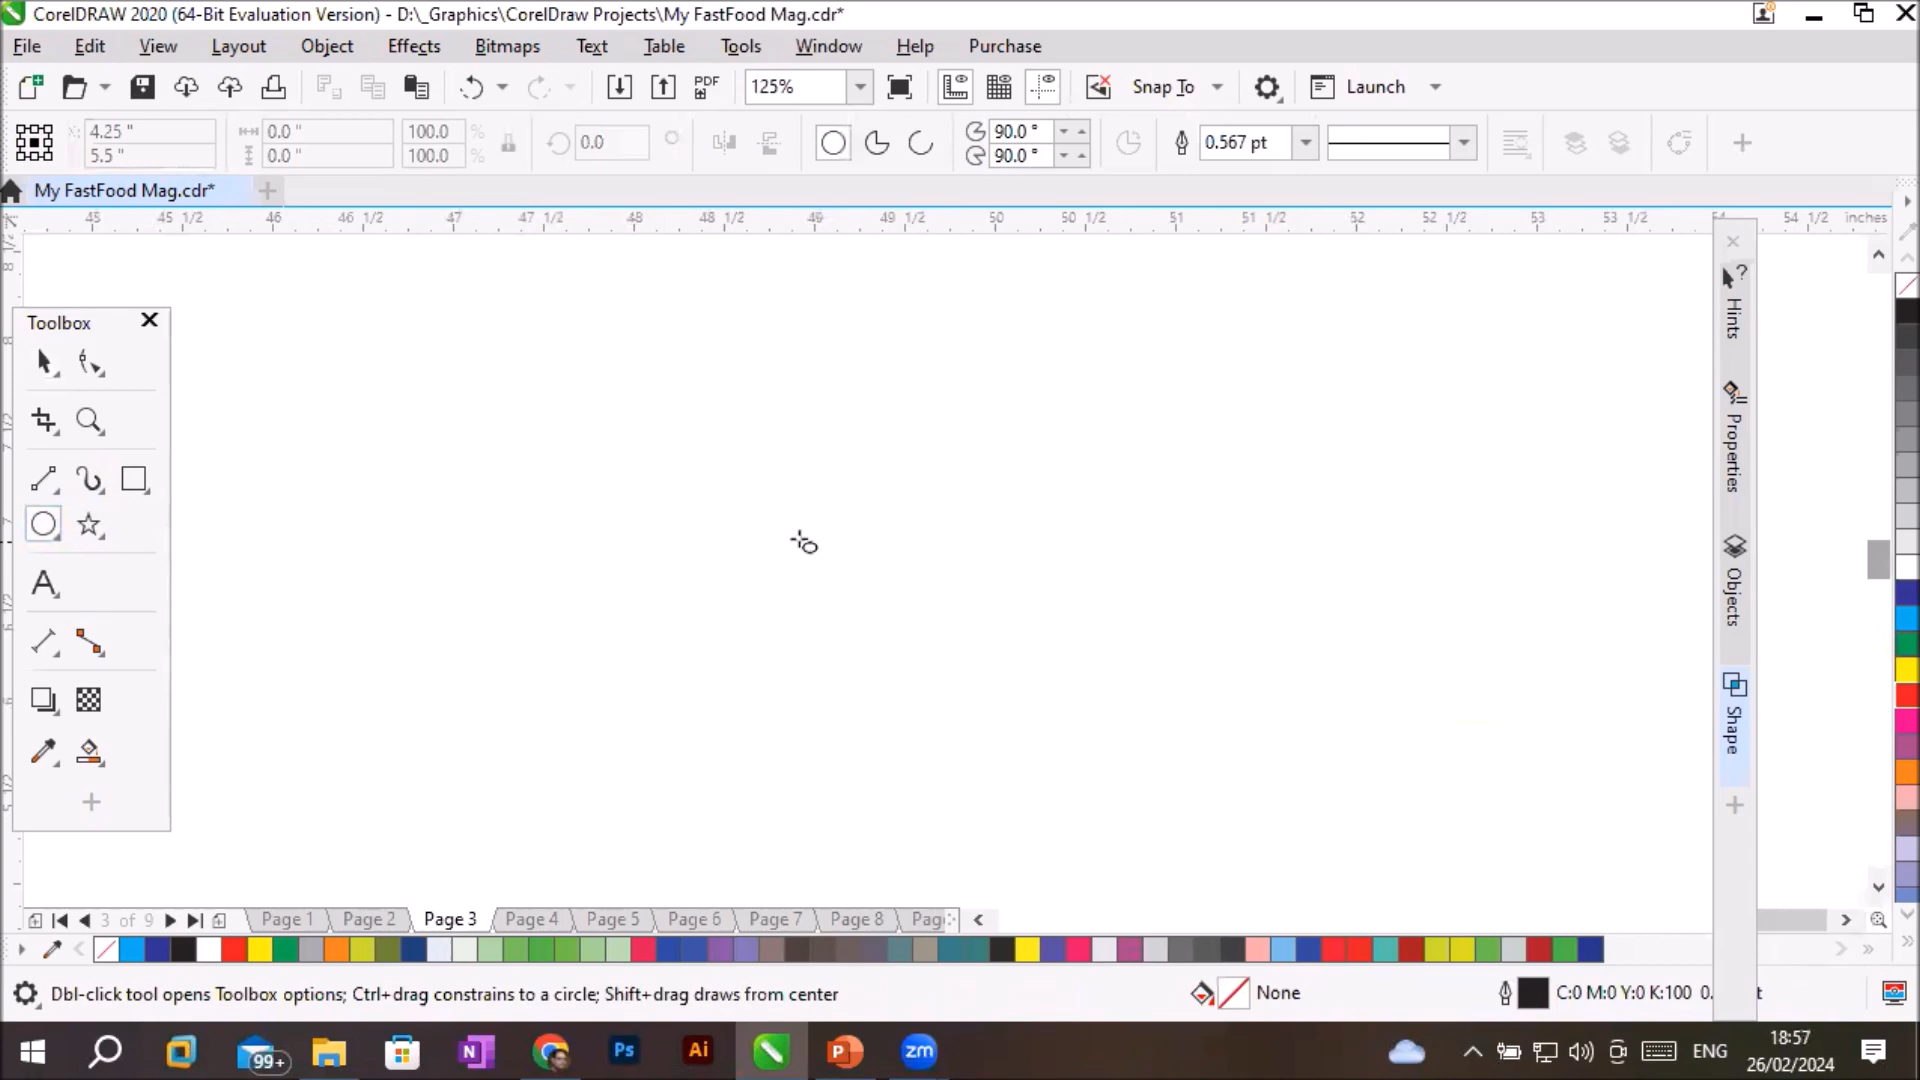 CorelDRAW 2020 (64-Bit Evaluation Version) - D:\_Graphics\CorelDraw Projects\My FastFood Mag.cdr*
File Edit View Layout Object Effects Bitmaps Text Table Tools Window Help Purchase
PDF 125% Snap To Launch
X: 4.25 " 0.0 " 100.0 % 90.0 °
5.5 " 0.0 " 100.0 % 0.0 90.0 ° 0.567 pt
My FastFood Mag.cdr*
45 45 1/2 46 46 1/2 47 47 1/2 48 48 1/2 49 49 1/2 50 50 1/2 51 51 1/2 52 52 1/2 53 53 1/2 54 54 1/2 inches
Toolbox
Hints
Properties
Objects
Shape
3 of 9 Page 1 Page 2 Page 3 Page 4 Page 5 Page 6 Page 7 Page 8 Pag
Dbl-click tool opens Toolbox options; Ctrl+drag constrains to a circle; Shift+drag draws from center None C:0 M:0 Y:0 K:100 0. t
99+ N Ps Ai P zm ENG 18:57
26/02/2024